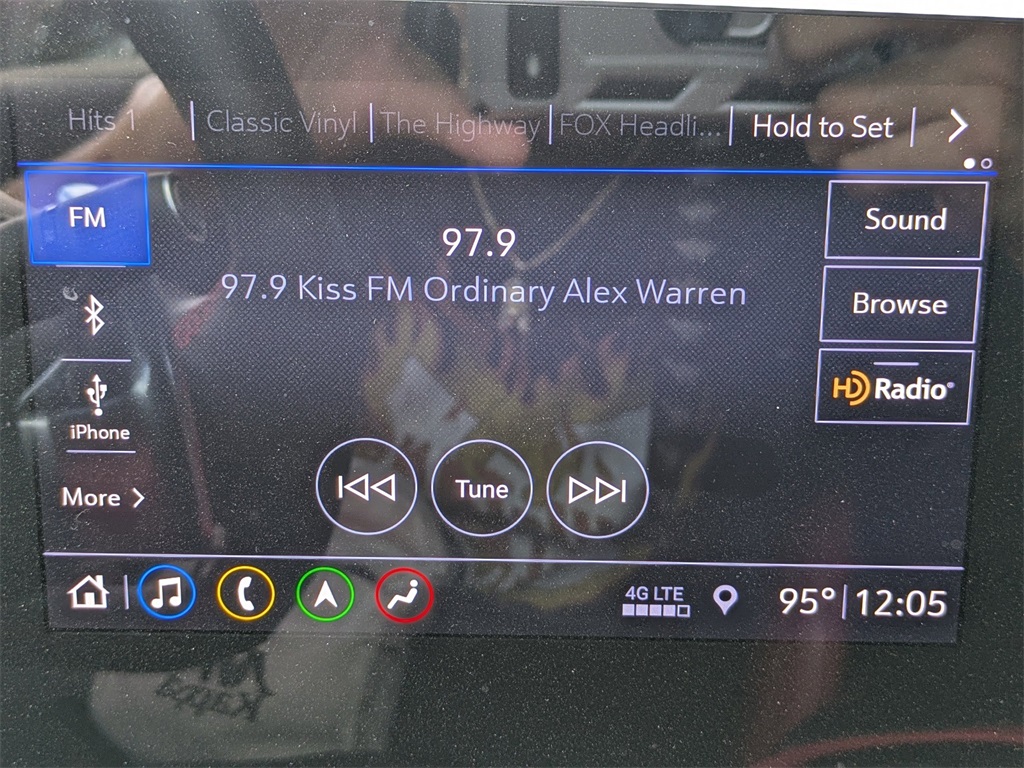 Hits 1 Classic Vinyl The Highway FOX Headli... Hold to Set
FM
97.9
Sound
97.9 Kiss FM Ordinary Alex Warren
Browse
HD Radio®
iPhone
Tune
More
4G LTE
95° 12:05